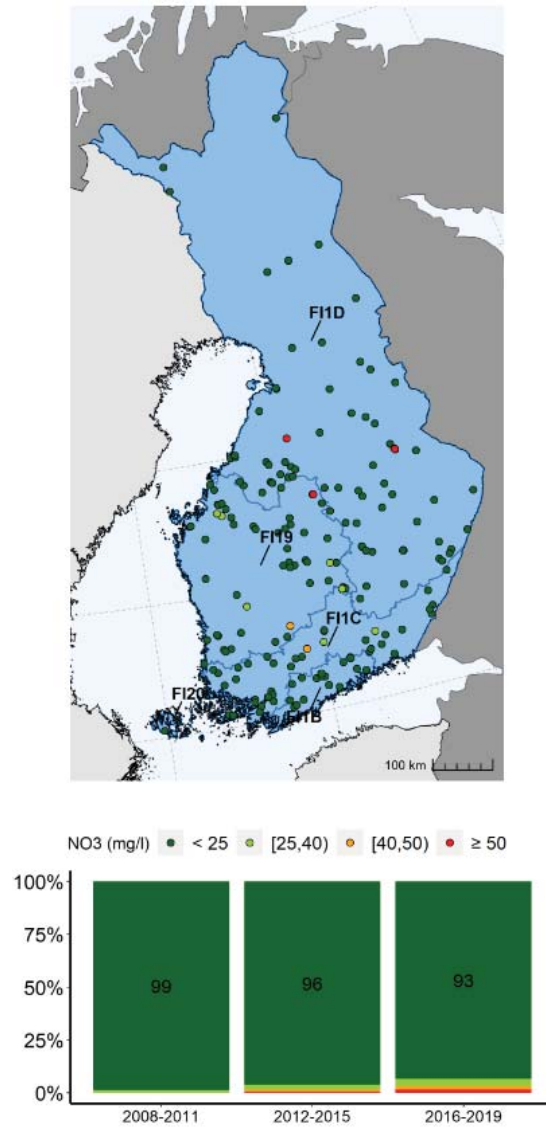 FI1D
FI19
FI1C
FI20
FI1B
100 km
NO3 (mg/l) < 25 [25,40) [40,50) ≥ 50
100%
75%
50%
25%
0%
99 96 93
2008-2011 2012-2015 2016-2019